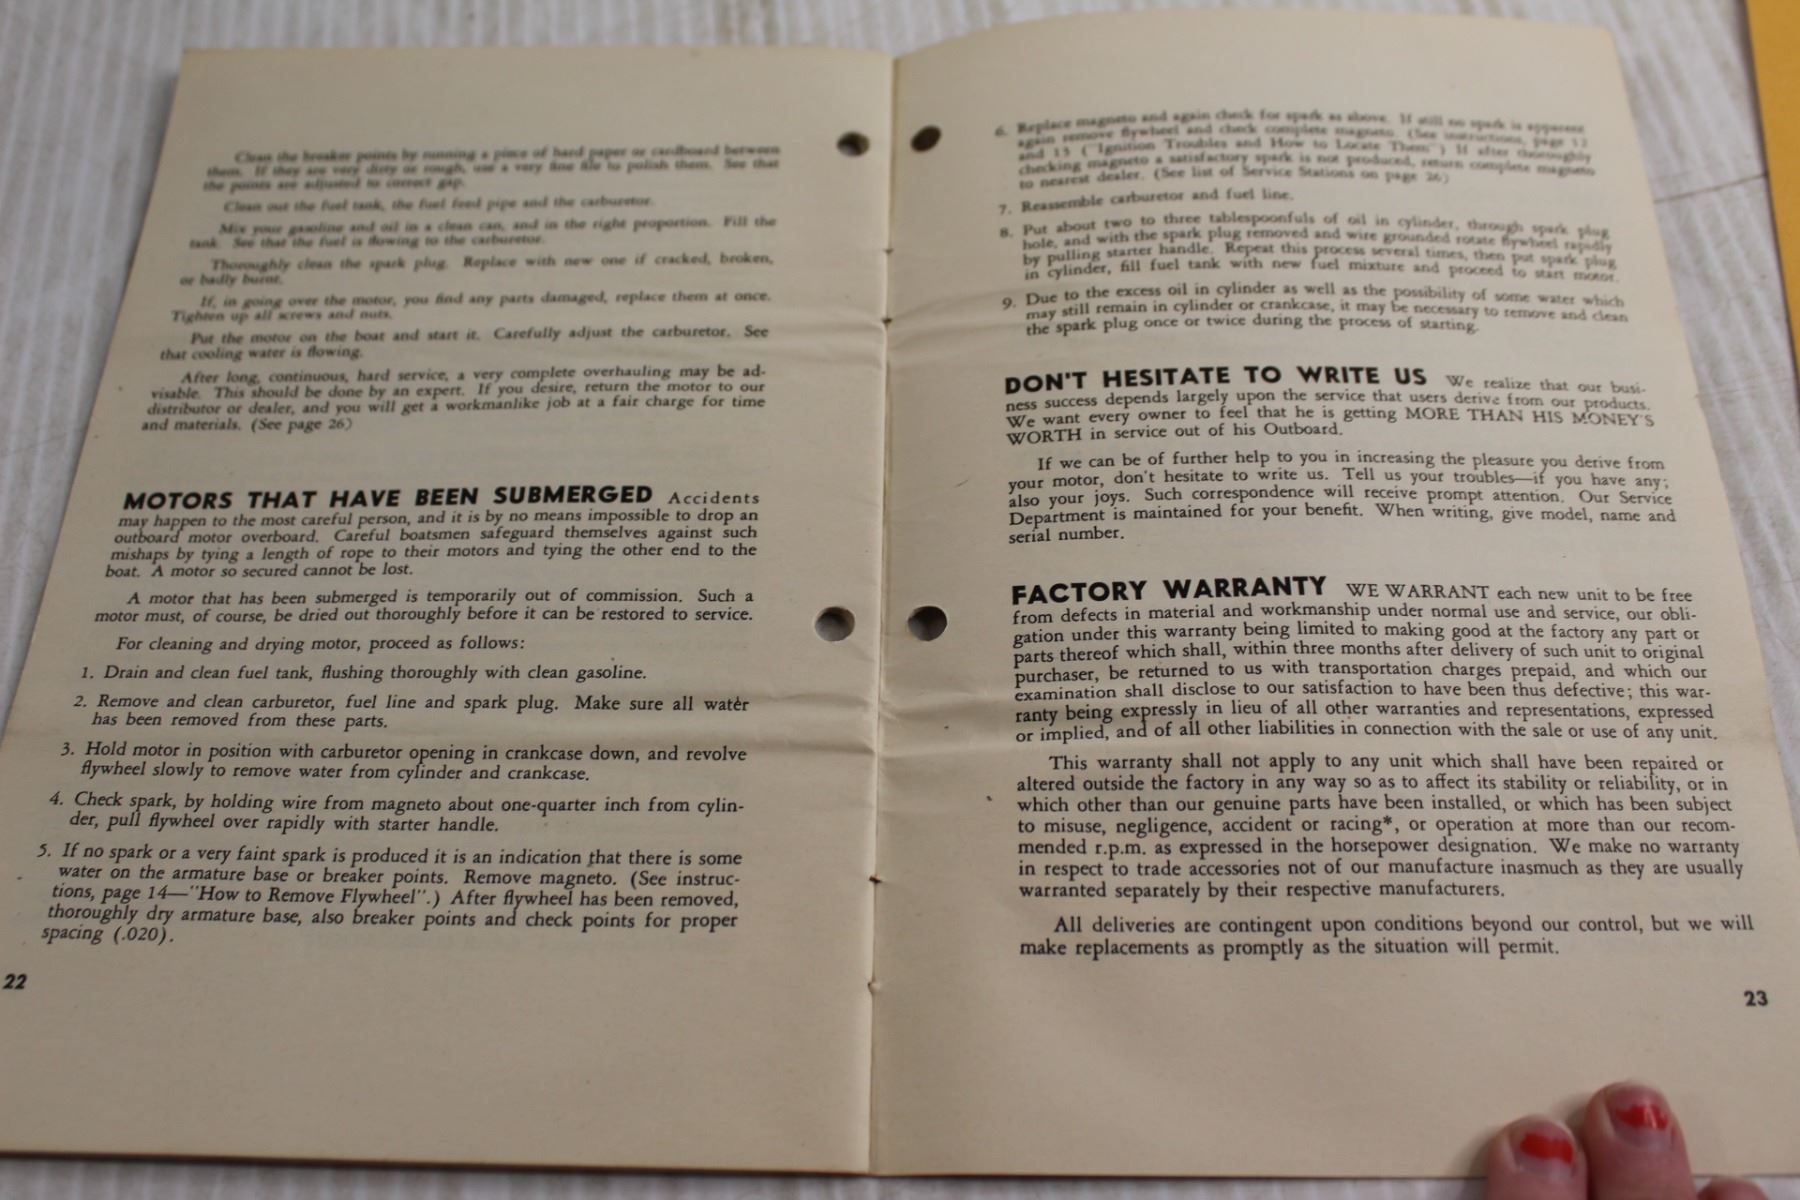 Clean the breaker points by running a piece of hard paper or cardboard between
them. If they are very dirty or rough, use a very fine file to polish them. See that
the points are adjusted to correct gap.
Clean out the fuel tank, the fuel feed pipe and the carburetor.
Mix your gasoline and oil in a clean can, and in the right proportion. Fill the
tank. See that the fuel is flowing to the carburetor.
Thoroughly clean the spark plug. Replace with new one if cracked, broken,
or badly burnt.
If, in going over the motor, you find any parts damaged, replace them at once.
Tighten up all screws and nuts.
Put the motor on the boat and start it. Carefully adjust the carburetor. See
that cooling water is flowing.
After long, continuous, hard service, a very complete overhauling may be ad-
visable. This should be done by an expert. If you desire, return the motor to our
distributor or dealer, and you will get a workmanlike job at a fair charge for time
and materials. (See page 26)
MOTORS THAT HAVE BEEN SUBMERGED Accidents
may happen to the most careful person, and it is by no means impossible to drop an
outboard motor overboard. Careful boatsmen safeguard themselves against such
mishaps by tying a length of rope to their motors and tying the other end to the
boat. A motor so secured cannot be lost.
A motor that has been submerged is temporarily out of commission. Such a
motor must, of course, be dried out thoroughly before it can be restored to service.
For cleaning and drying motor, proceed as follows:
1. Drain and clean fuel tank, flushing thoroughly with clean gasoline.
2. Remove and clean carburetor, fuel line and spark plug. Make sure all water
has been removed from these parts.
3. Hold motor in position with carburetor opening in crankcase down, and revolve
flywheel slowly to remove water from cylinder and crankcase.
4. Check spark, by holding wire from magneto about one-quarter inch from cylin-
der, pull flywheel over rapidly with starter handle.
5. If no spark or a very faint spark is produced it is an indication that there is some
water on the armature base or breaker points. Remove magneto. (See instruc-
tions, page 14—"How to Remove Flywheel".) After flywheel has been removed,
thoroughly dry armature base, also breaker points and check points for proper
spacing (.020).
22
6. Replace magneto and again check for spark as above. If still no spark is apparent
again remove flywheel and check complete magneto. (See instructions, page 12
and 13 ("Ignition Troubles and How to Locate Them") If after thoroughly
checking magneto a satisfactory spark is not produced, return complete magneto
to nearest dealer. (See list of Service Stations on page 26)
7. Reassemble carburetor and fuel line.
8. Put about two to three tablespoonfuls of oil in cylinder, through spark plug
hole, and with the spark plug removed and wire grounded rotate flywheel rapidly
by pulling starter handle. Repeat this process several times, then put spark plug
in cylinder, fill fuel tank with new fuel mixture and proceed to start motor.
9. Due to the excess oil in cylinder as well as the possibility of some water which
may still remain in cylinder or crankcase, it may be necessary to remove and clean
the spark plug once or twice during the process of starting.
DON'T HESITATE TO WRITE US We realize that our busi-
ness success depends largely upon the service that users derive from our products.
We want every owner to feel that he is getting MORE THAN HIS MONEY'S
WORTH in service out of his Outboard.
If we can be of further help to you in increasing the pleasure you derive from
your motor, don't hesitate to write us. Tell us your troubles—if you have any;
also your joys. Such correspondence will receive prompt attention. Our Service
Department is maintained for your benefit. When writing, give model, name and
serial number.
FACTORY WARRANTY WE WARRANT each new unit to be free
from defects in material and workmanship under normal use and service, our obli-
gation under this warranty being limited to making good at the factory any part or
parts thereof which shall, within three months after delivery of such unit to original
purchaser, be returned to us with transportation charges prepaid, and which our
examination shall disclose to our satisfaction to have been thus defective; this war-
ranty being expressly in lieu of all other warranties and representations, expressed
or implied, and of all other liabilities in connection with the sale or use of any unit.
This warranty shall not apply to any unit which shall have been repaired or
altered outside the factory in any way so as to affect its stability or reliability, or in
which other than our genuine parts have been installed, or which has been subject
to misuse, negligence, accident or racing*, or operation at more than our recom-
mended r.p.m. as expressed in the horsepower designation. We make no warranty
in respect to trade accessories not of our manufacture inasmuch as they are usually
warranted separately by their respective manufacturers.
All deliveries are contingent upon conditions beyond our control, but we will
make replacements as promptly as the situation will permit.
23